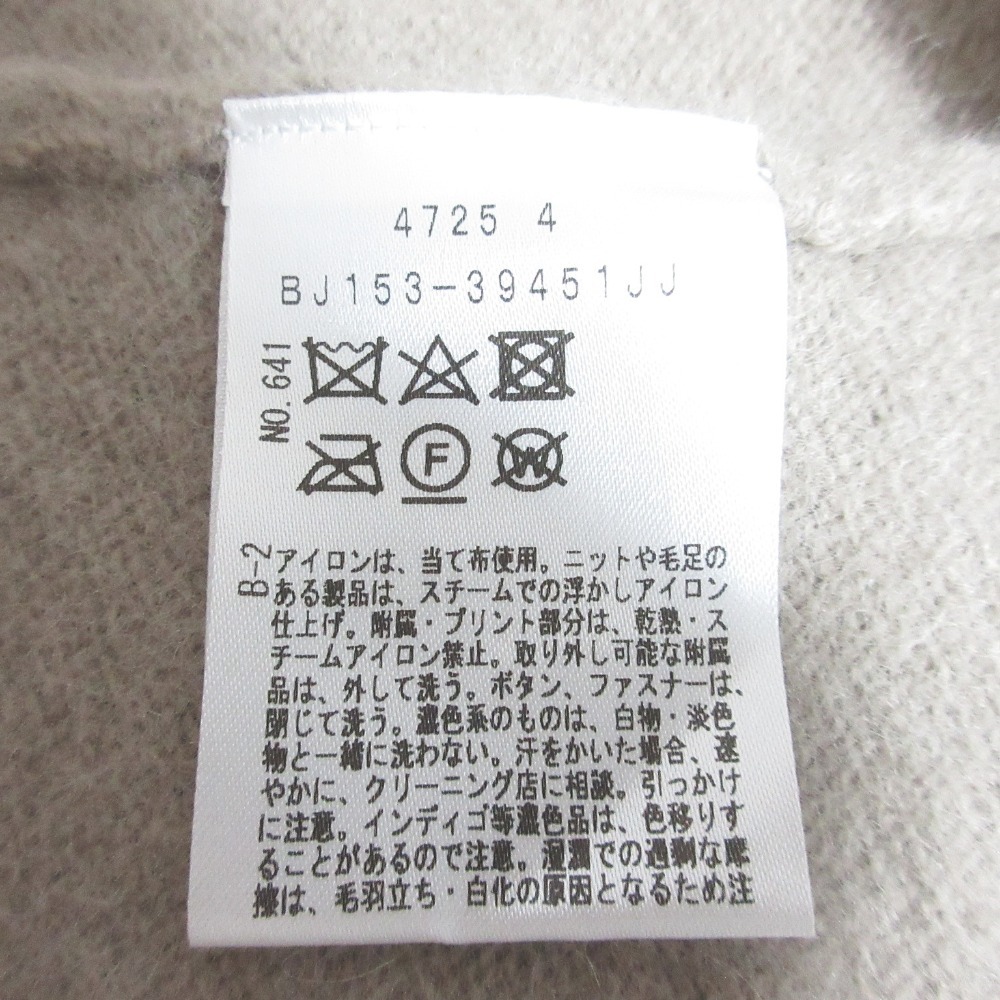 4725 4
BJ153-39451JJ
NO.641
F
W
B-2
アイロンは、当て布使用。ニットや毛足の
ある製品は、スチームでの浮かしアイロン
仕上げ。附属・プリント部分は、乾熱・ス
チームアイロン禁止。取り外し可能な附属
品は、外して洗う。ボタン、ファスナーは、
閉じて洗う。濃色系のものは、白物・淡色
物と一緒に洗わない。汗をかいた場合、速
やかに、クリーニング店に相談。引っかけ
に注意。インディゴ等濃色品は、色移りす
ることがあるので注意。湿潤での過剰な摩
擦は、毛羽立ち・白化の原因となるため注